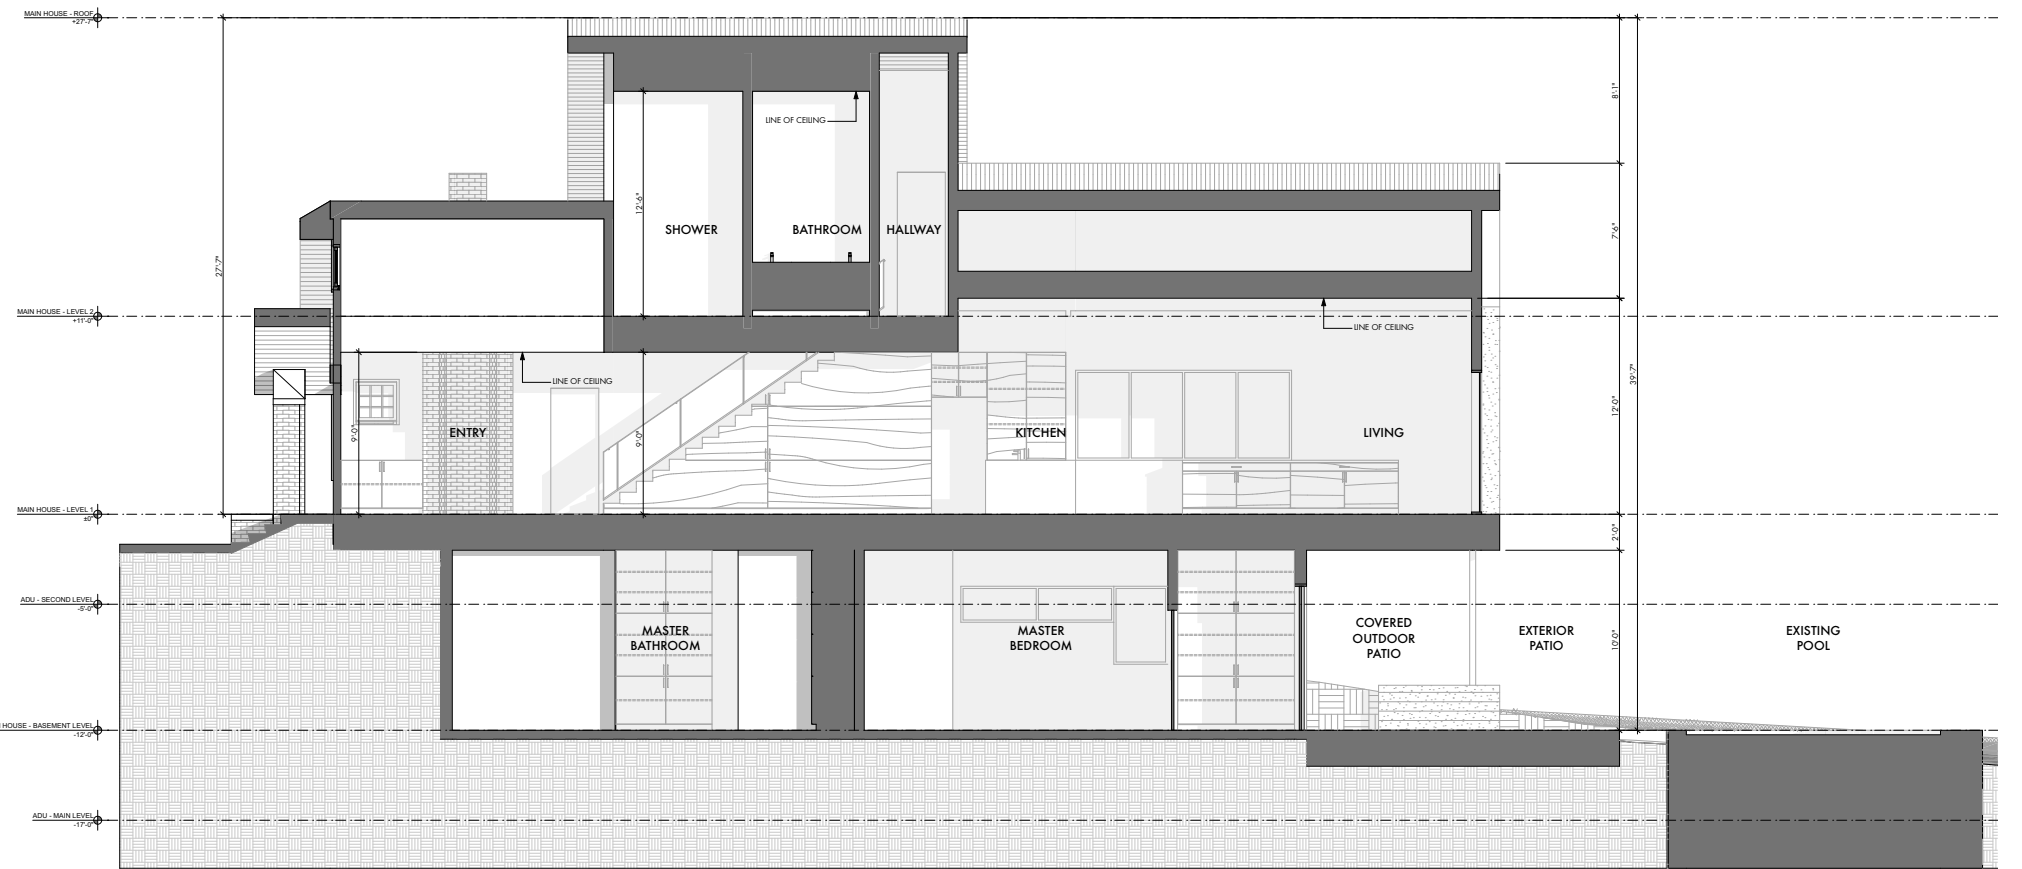 MAIN HOUSE - ROOF
+27'-7"
8'-1"
LINE OF CEILING
12'-6"
SHOWER
BATHROOM
HALLWAY
7'-6"
27'-7"
MAIN HOUSE - LEVEL 2
+11'-0"
LINE OF CEILING
39'-7"
LINE OF CEILING
12'-0"
9'-0"
ENTRY
9'-0"
KITCHEN
LIVING
MAIN HOUSE - LEVEL 1
±0"
2'-0"
ADU - SECOND LEVEL
-5'-0"
MASTER
BATHROOM
MASTER
BEDROOM
COVERED
OUTDOOR
PATIO
EXTERIOR
PATIO
EXISTING
POOL
10'-0"
HOUSE - BASEMENT LEVEL
-12'-0"
ADU - MAIN LEVEL
-17'-0"